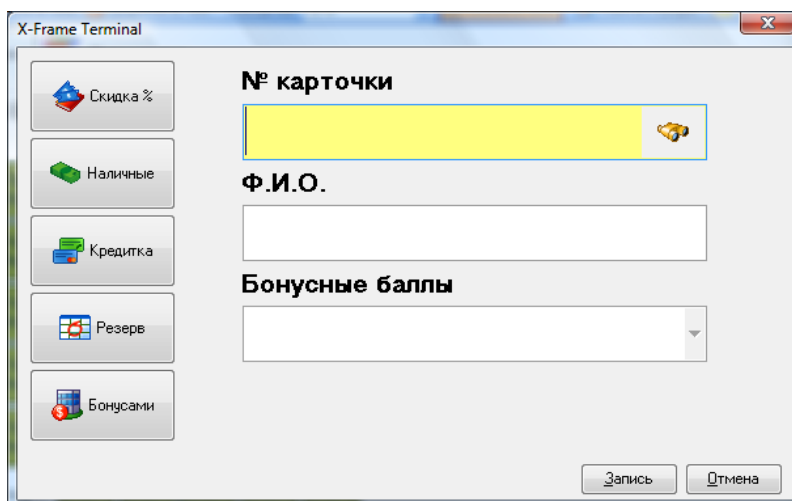 X-Frame Terminal
Скидка %
Наличные
Кредитка
Резерв
Бонусами
№ карточки
Ф.И.О.
Бонусные баллы
Запись
Отмена